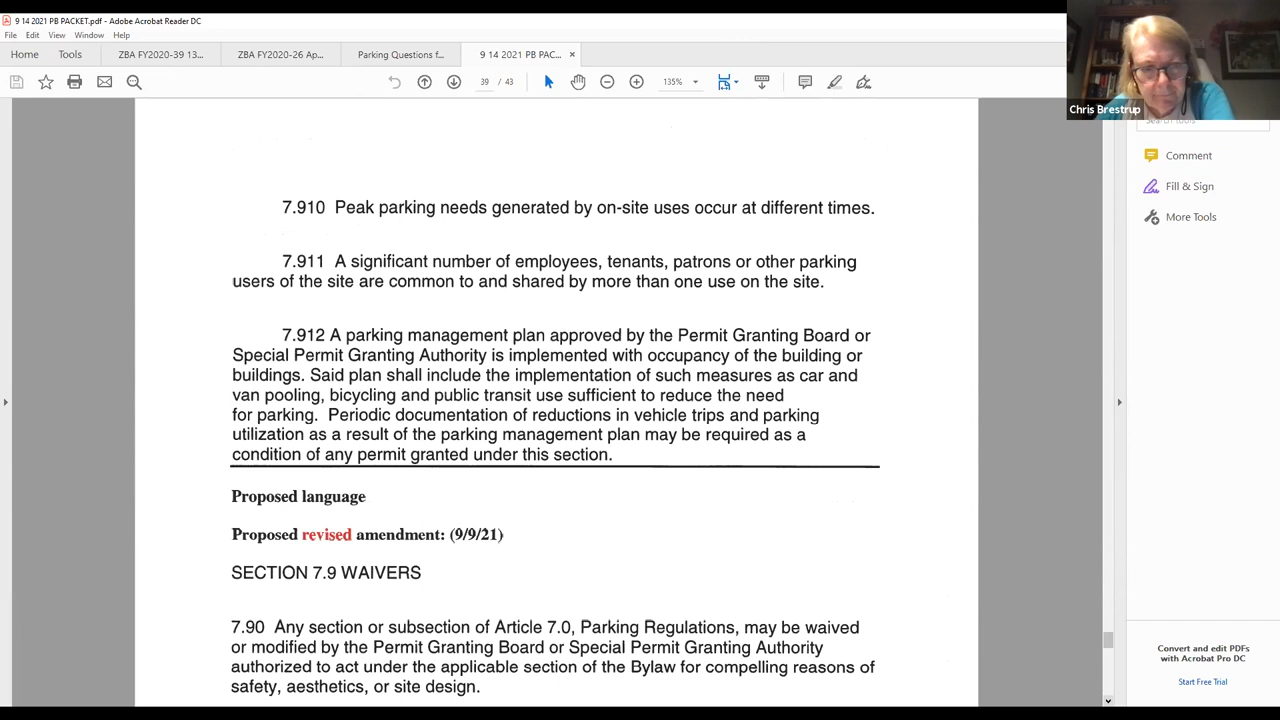 9 14 2021 PB PACKET.pdf - Adobe Acrobat Reader DC
File Edit View Window Help
Home Tools ZBA FY2020-39 13... ZBA FY2020-26 Ap... Parking Questions f... 9 14 2021 PB PAC... ×
39 / 43 135%
Chris Brestrup
Search tools
Comment
Fill & Sign
More Tools
7.910 Peak parking needs generated by on-site uses occur at different times.
7.911 A significant number of employees, tenants, patrons or other parking
users of the site are common to and shared by more than one use on the site.
7.912 A parking management plan approved by the Permit Granting Board or
Special Permit Granting Authority is implemented with occupancy of the building or
buildings. Said plan shall include the implementation of such measures as car and
van pooling, bicycling and public transit use sufficient to reduce the need
for parking. Periodic documentation of reductions in vehicle trips and parking
utilization as a result of the parking management plan may be required as a
condition of any permit granted under this section.
Proposed language
Proposed revised amendment: (9/9/21)
SECTION 7.9 WAIVERS
7.90 Any section or subsection of Article 7.0, Parking Regulations, may be waived
or modified by the Permit Granting Board or Special Permit Granting Authority
authorized to act under the applicable section of the Bylaw for compelling reasons of
safety, aesthetics, or site design.
Convert and edit PDFs
with Acrobat Pro DC
Start Free Trial